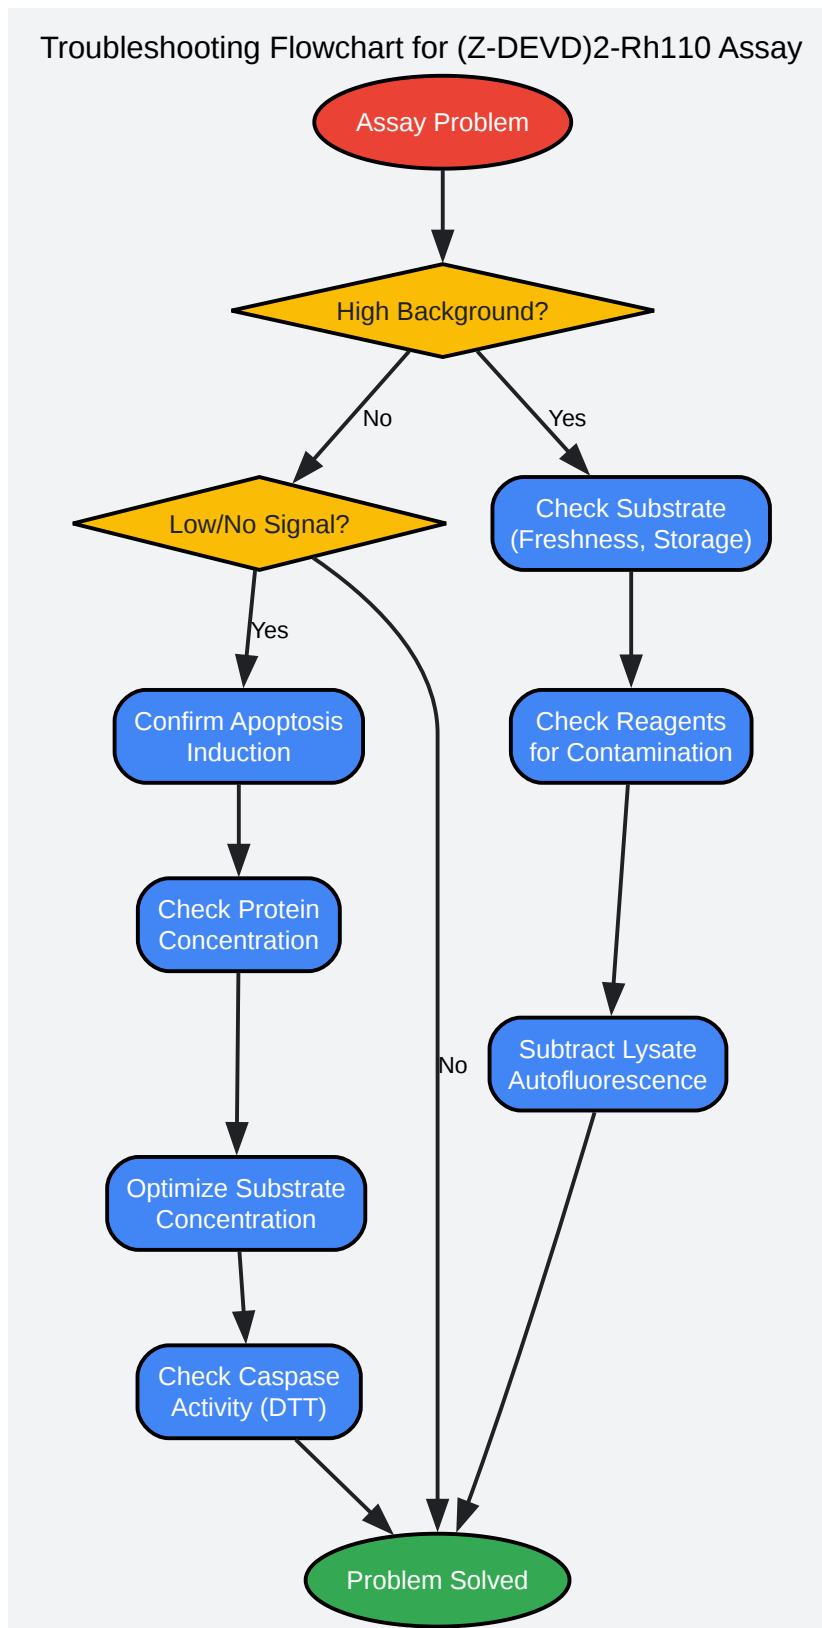 Troubleshooting Flowchart for (Z-DEVD)2-Rh110 Assay
Assay Problem
High Background?
No
Yes
Low/No Signal?
Check Substrate
(Freshness, Storage)
Yes
Confirm Apoptosis
Induction
Check Reagents
for Contamination
Check Protein
Concentration
Subtract Lysate
Autofluorescence
No
Optimize Substrate
Concentration
Check Caspase
Activity (DTT)
Problem Solved